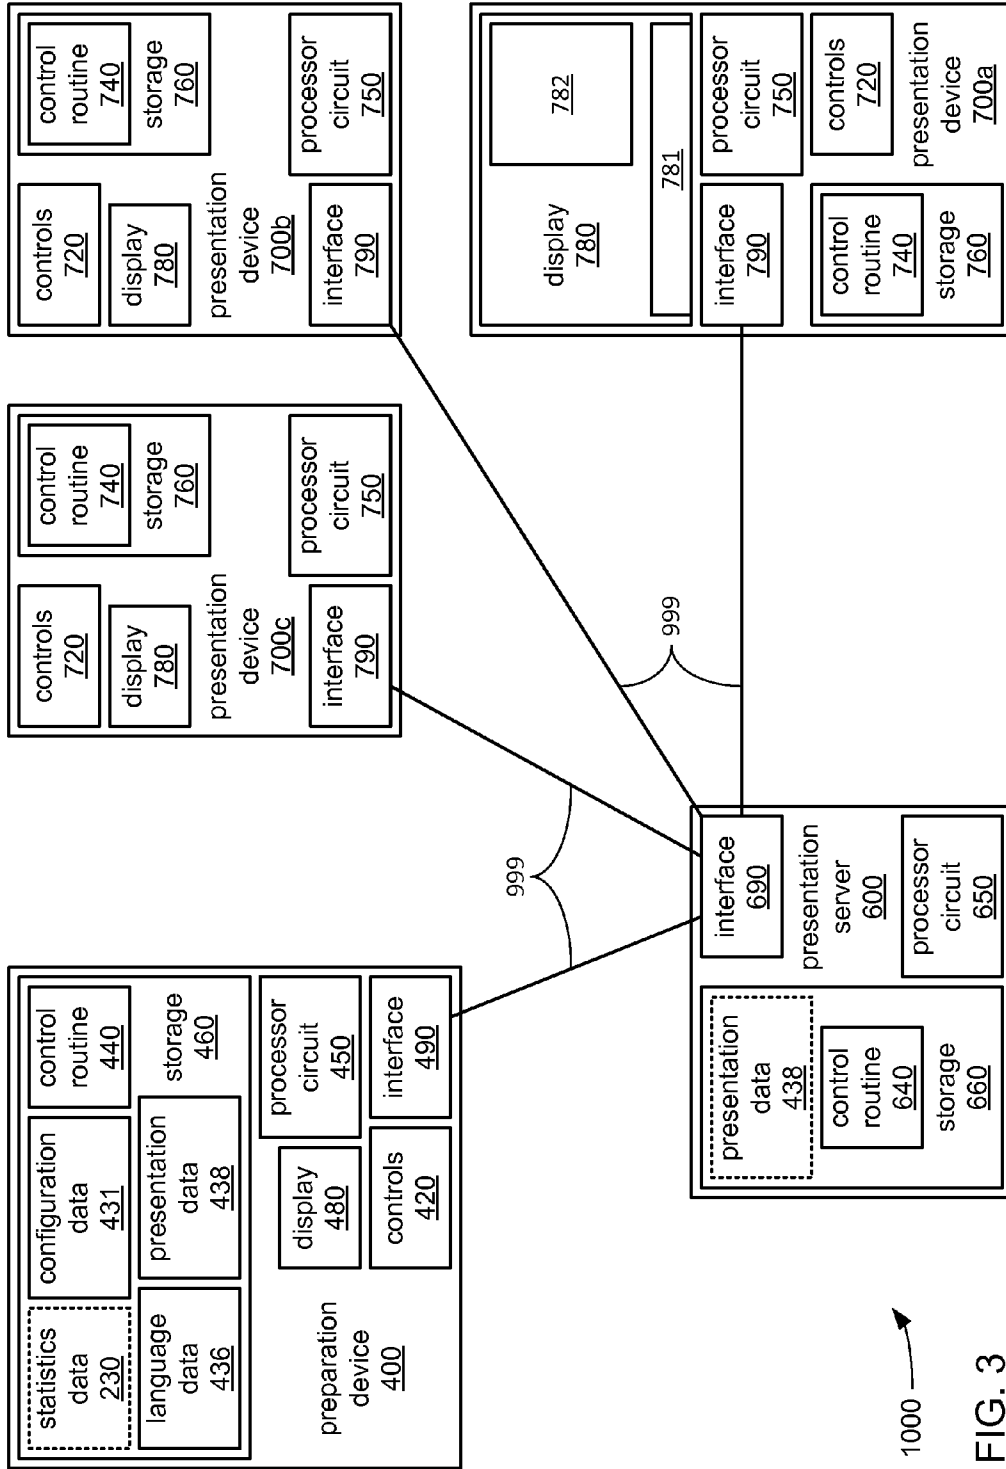 statistics
data
230
configuration
data
431
control
routine
440
language
data
436
presentation
data
438
storage
460
preparation
device
400
display
480
processor
circuit
450
controls
420
interface
490
999
controls
720
control
routine
740
display
780
storage
760
presentation
device
700c
interface
790
processor
circuit
750
controls
720
control
routine
740
display
780
storage
760
presentation
device
700b
interface
790
processor
circuit
750
999
presentation
data
438
control
routine
640
storage
660
interface
690
presentation
server
600
processor
circuit
650
display
780
782
781
interface
790
processor
circuit
750
control
routine
740
storage
760
controls
720
presentation
device
700a
1000
FIG. 3